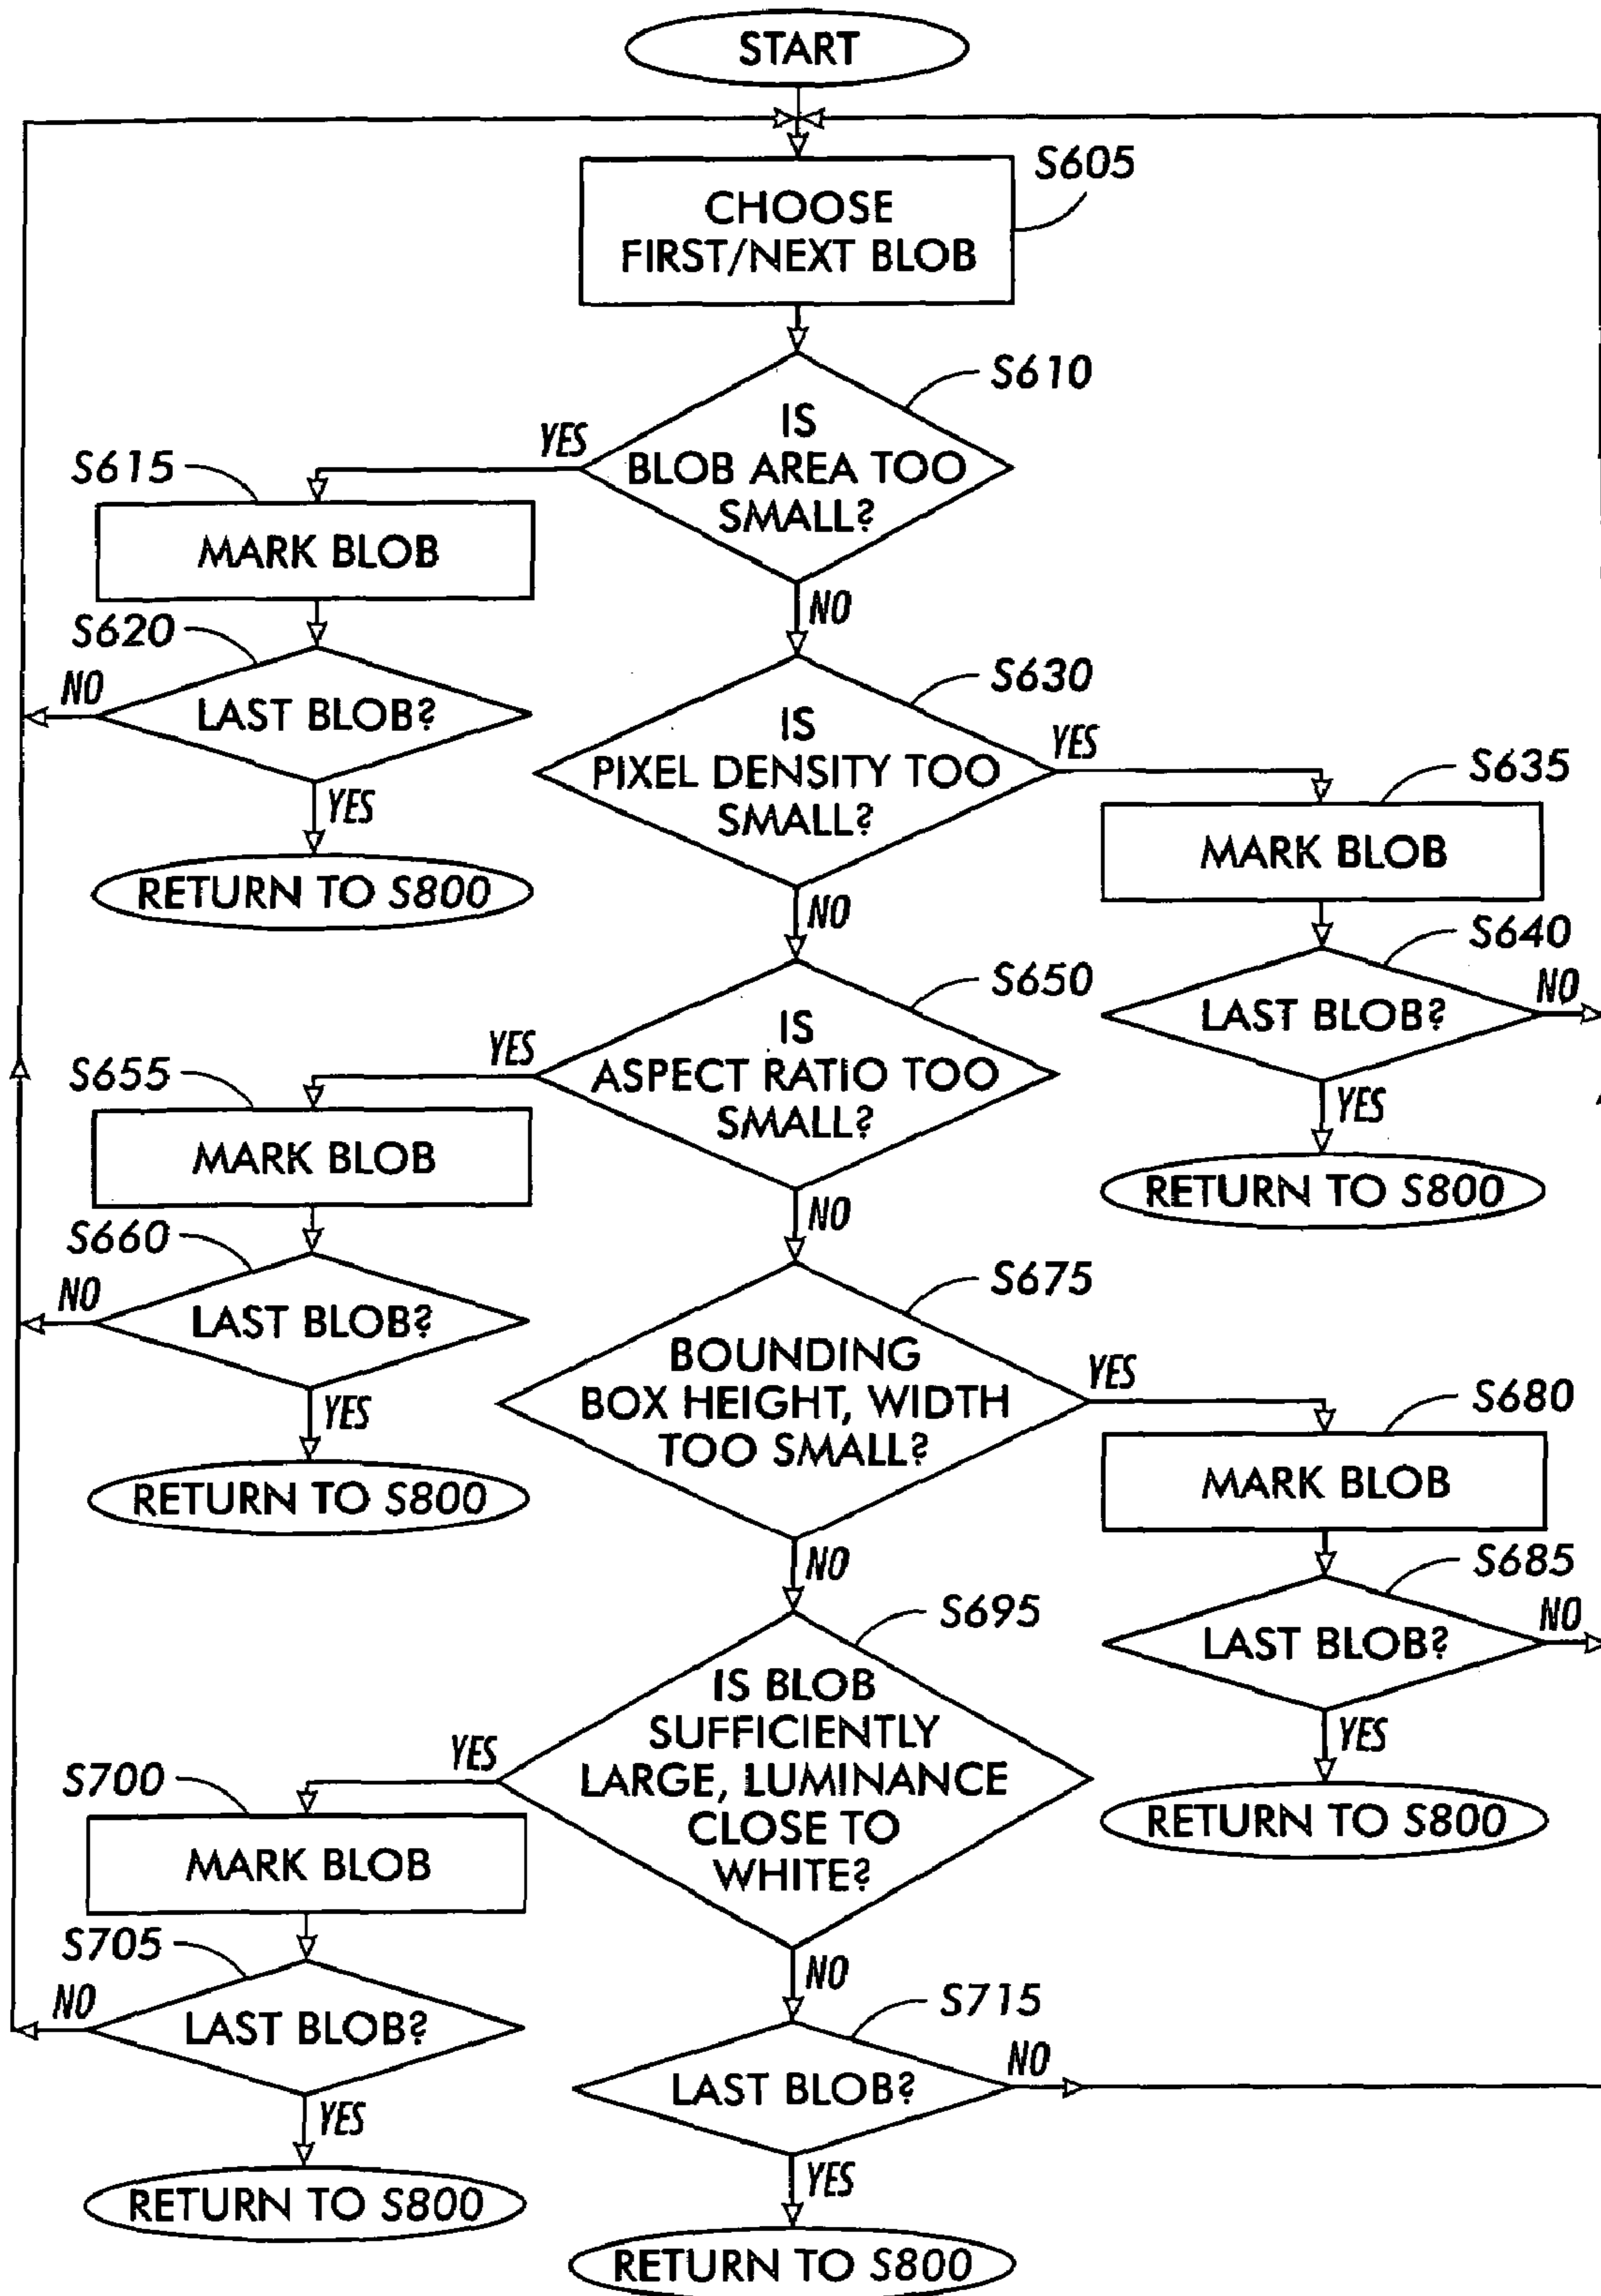 START
S605
CHOOSE
FIRST/NEXT BLOB
S610
IS
BLOB AREA TOO
SMALL?
YES
S615
MARK BLOB
NO
S620
LAST BLOB?
NO
YES
RETURN TO S800
S630
IS
PIXEL DENSITY TOO
SMALL?
YES
S635
MARK BLOB
NO
S640
LAST BLOB?
NO
YES
RETURN TO S800
S650
IS
ASPECT RATIO TOO
SMALL?
YES
S655
MARK BLOB
NO
S660
LAST BLOB?
NO
YES
RETURN TO S800
S675
BOUNDING
BOX HEIGHT, WIDTH
TOO SMALL?
YES
S680
MARK BLOB
NO
S685
LAST BLOB?
NO
YES
RETURN TO S800
S695
IS BLOB
SUFFICIENTLY
LARGE, LUMINANCE
CLOSE TO
WHITE?
YES
S700
MARK BLOB
S705
LAST BLOB?
NO
YES
RETURN TO S800
NO
S715
LAST BLOB?
NO
YES
RETURN TO S800